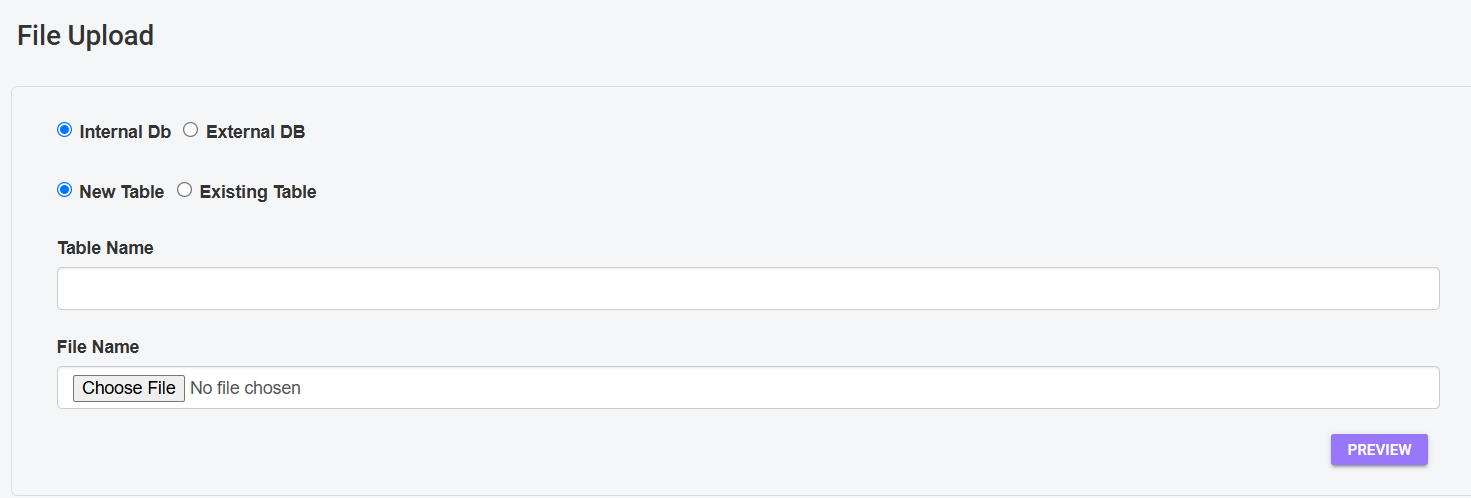 File Upload
Internal Db External DB
New Table Existing Table
Table Name
File Name
Choose File No file chosen
PREVIEW